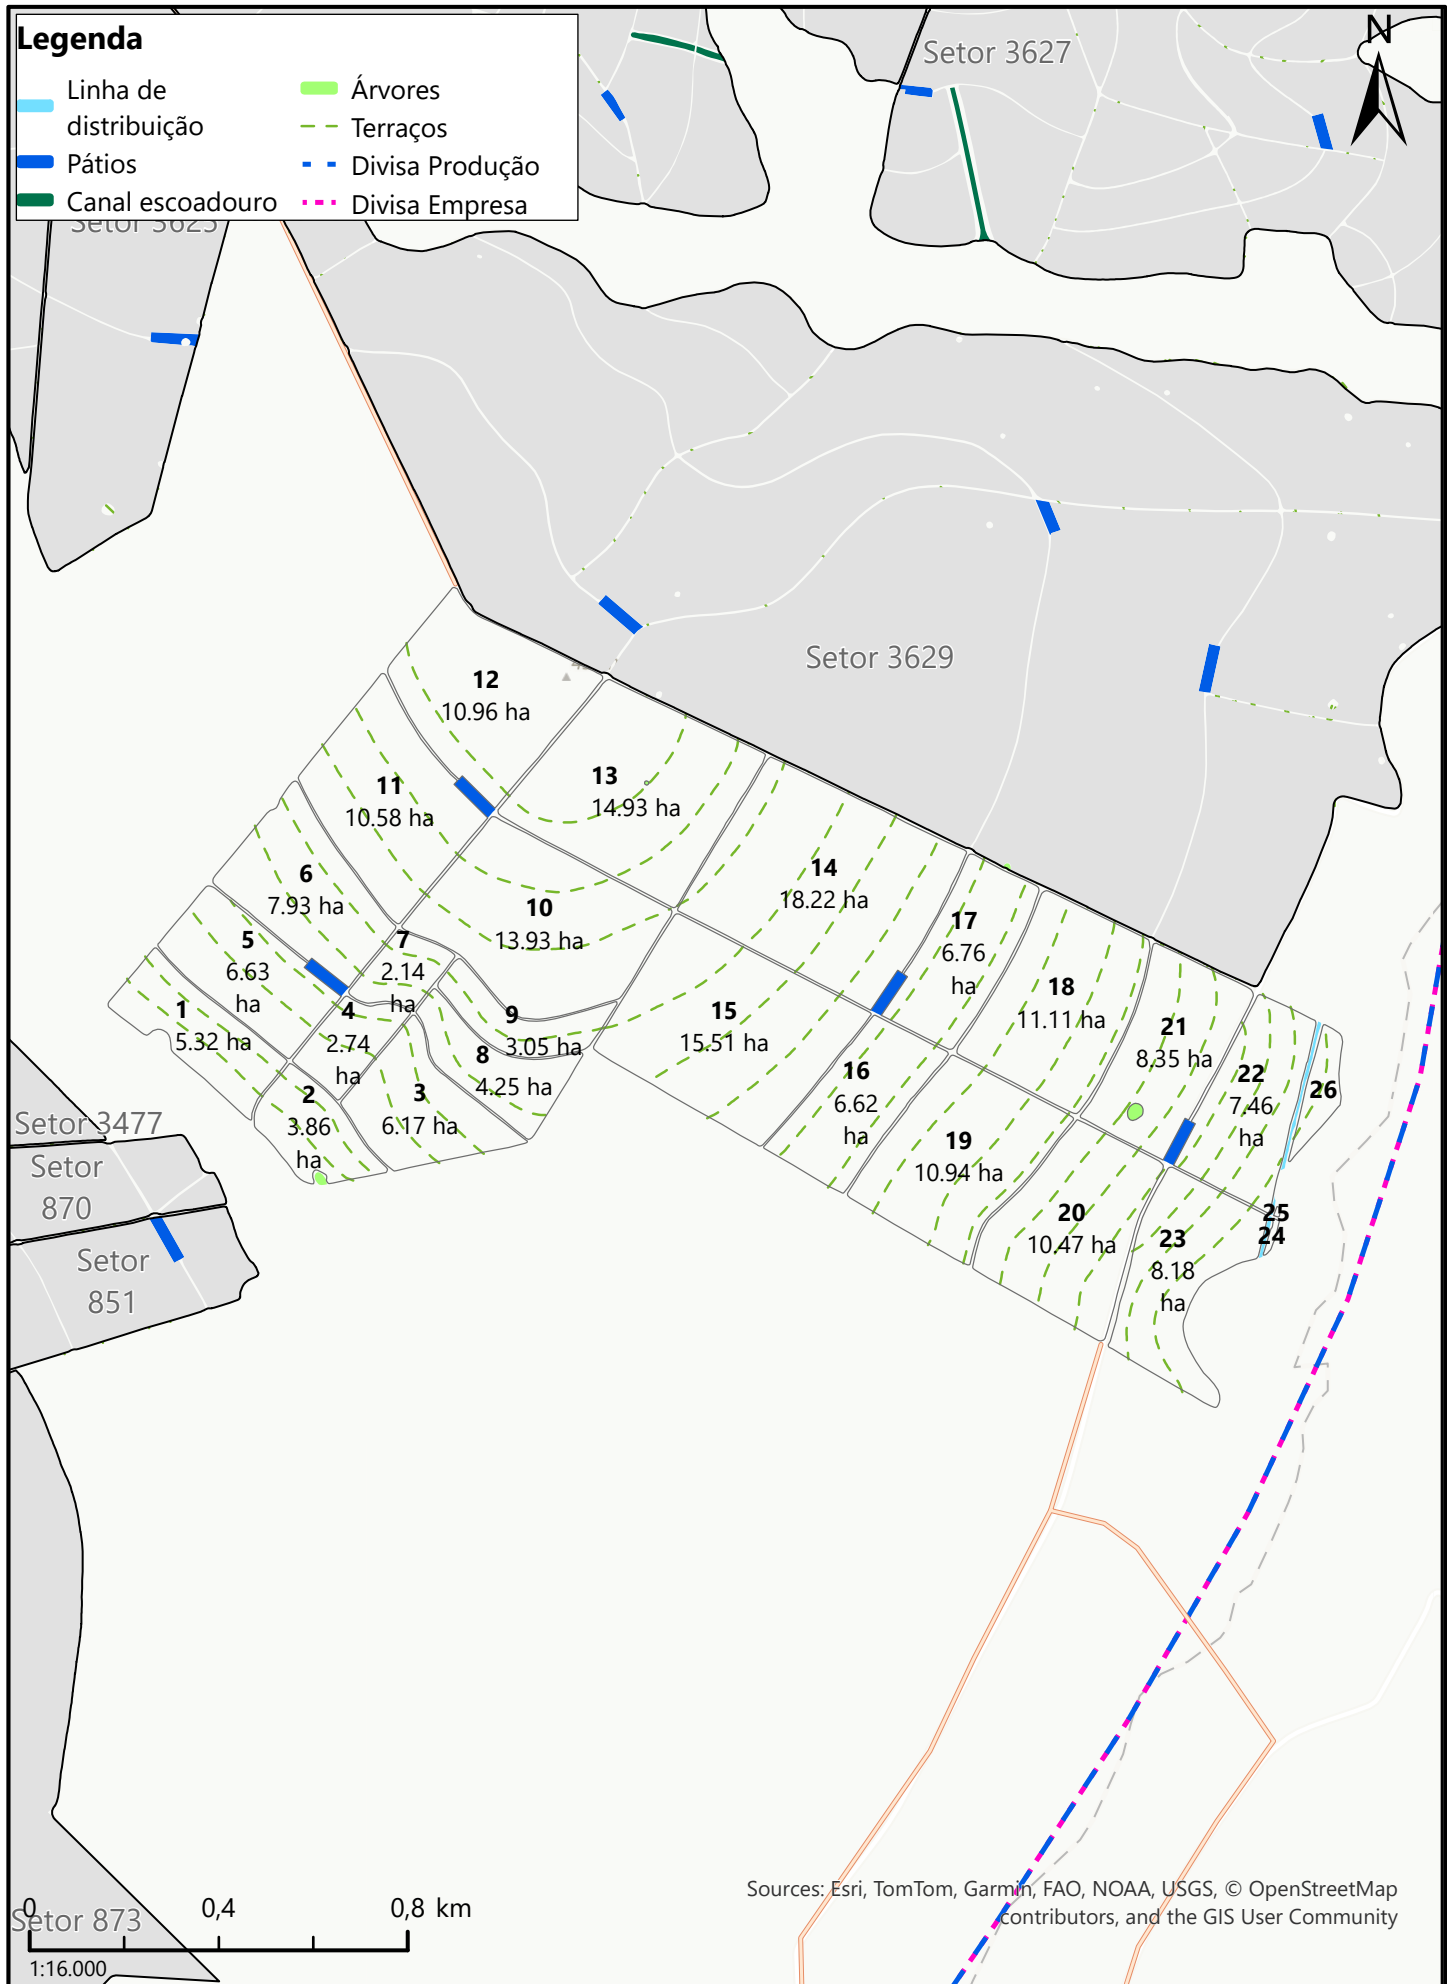 Legenda
Linha de
distribuição
Pátios
Canal escoadouro
Árvores
Terraços
Divisa Produção
Divisa Empresa
N
Setor 3627
Setor 3625
Setor 3629
12
10.96 ha
13
14.93 ha
11
10.58 ha
14
18.22 ha
6
7.93 ha
10
13.93 ha
17
6.76
ha
5
6.63
ha
7
2.14
ha
18
11.11 ha
1
5.32 ha
4
2.74
ha
9
3.05 ha
15
15.51 ha
21
8.35 ha
8
4.25 ha
16
6.62
ha
22
7.46
ha
26
2
3.86
ha
3
6.17 ha
19
10.94 ha
20
10.47 ha
23
8.18
ha
25
24
Setor 3477
Setor
870
Setor
851
Setor 873
0
0,4
0,8 km
1:16.000
Sources: Esri, TomTom, Garmin, FAO, NOAA, USGS, © OpenStreetMap
contributors, and the GIS User Community